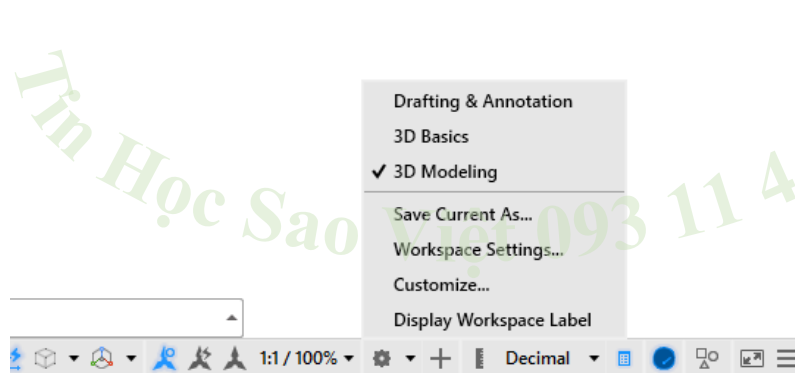 Drafting & Annotation
3D Basics
3D Modeling
Save Current As...
Workspace Settings...
Customize...
Display Workspace Label
1:1 / 100%
Decimal
Tin Học Sao Việt 093 11 4